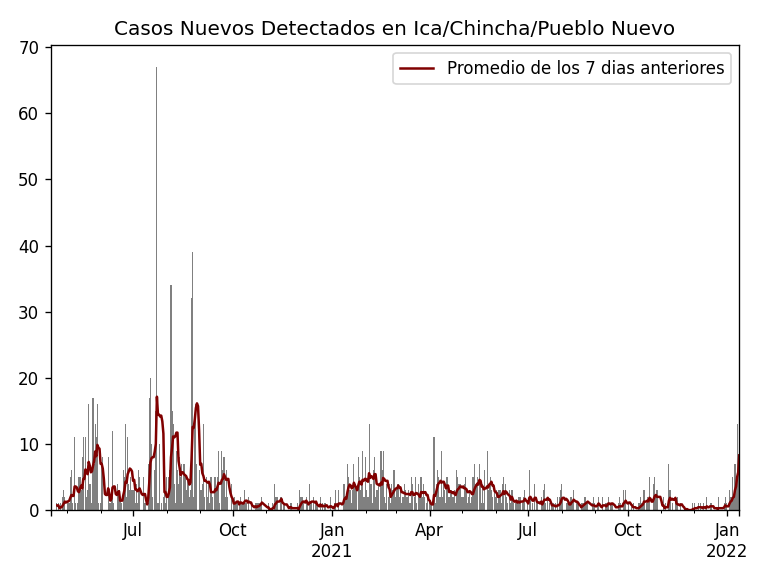 Casos Nuevos Detectados en Ica/Chincha/Pueblo Nuevo
Promedio de los 7 dias anteriores
70
60
50
40
30
20
10
0
Jul
Oct
Jan
2021
Apr
Jul
Oct
Jan
2022